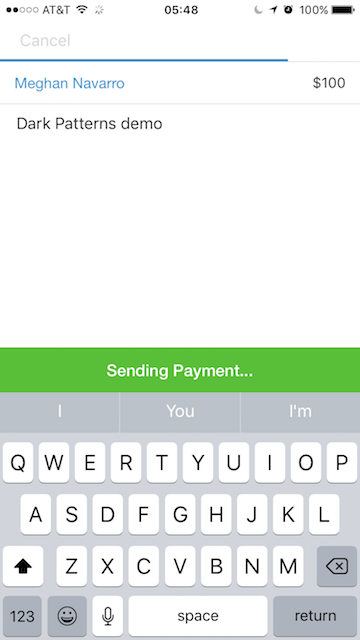 AT&T 05:48 100%
Cancel
Meghan Navarro $100
Dark Patterns demo
Sending Payment...
I You I'm
Q W E R T Y U I O P
A S D F G H J K L
Z X C V B N M
123 space return